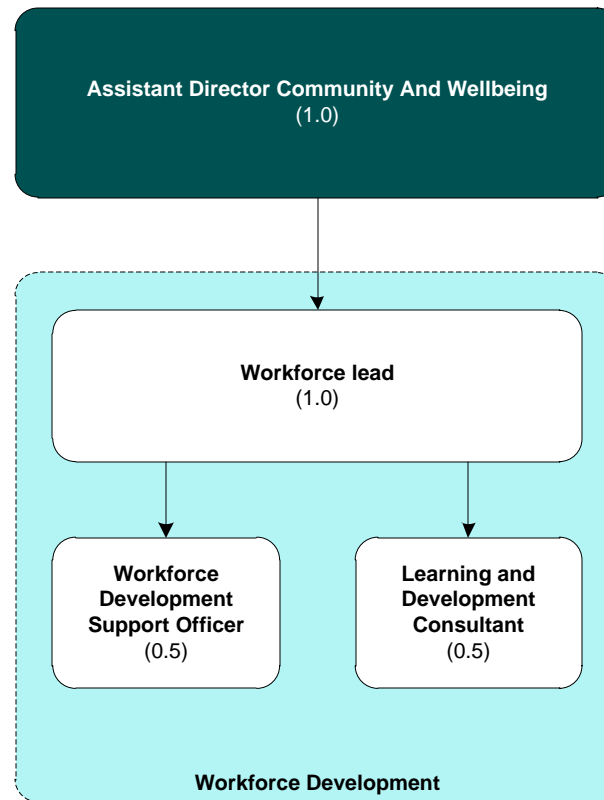 Assistant Director Community And Wellbeing
(1.0)
Workforce lead
(1.0)
Workforce
Development
Support Officer
(0.5)
Learning and
Development
Consultant
(0.5)
Workforce Development